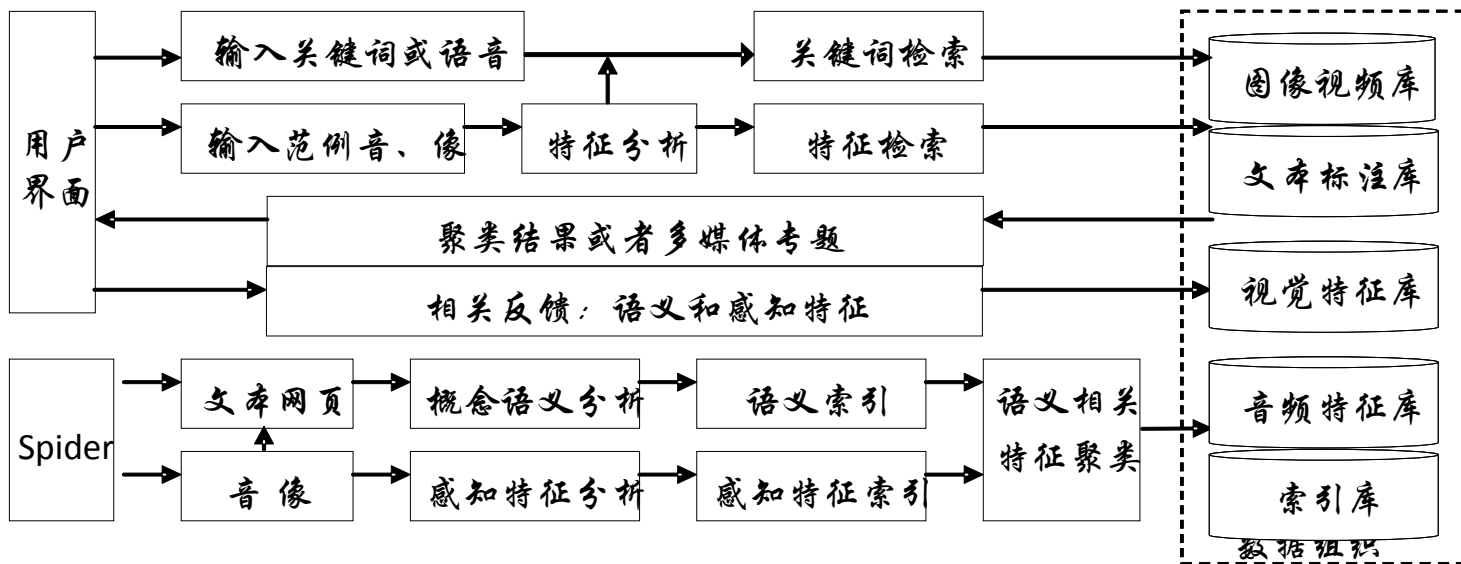 输入关键词或语音
关键词检索
图像视频库
用户
界面
输入范例音、像
特征分析
特征检索
文本标注库
聚类结果或者多媒体专题
相关反馈：语义和感知特征
视觉特征库
Spider
文本网页
概念语义分析
语义索引
语义相关
特征聚类
音频特征库
音像
感知特征分析
感知特征索引
索引库
数据组织